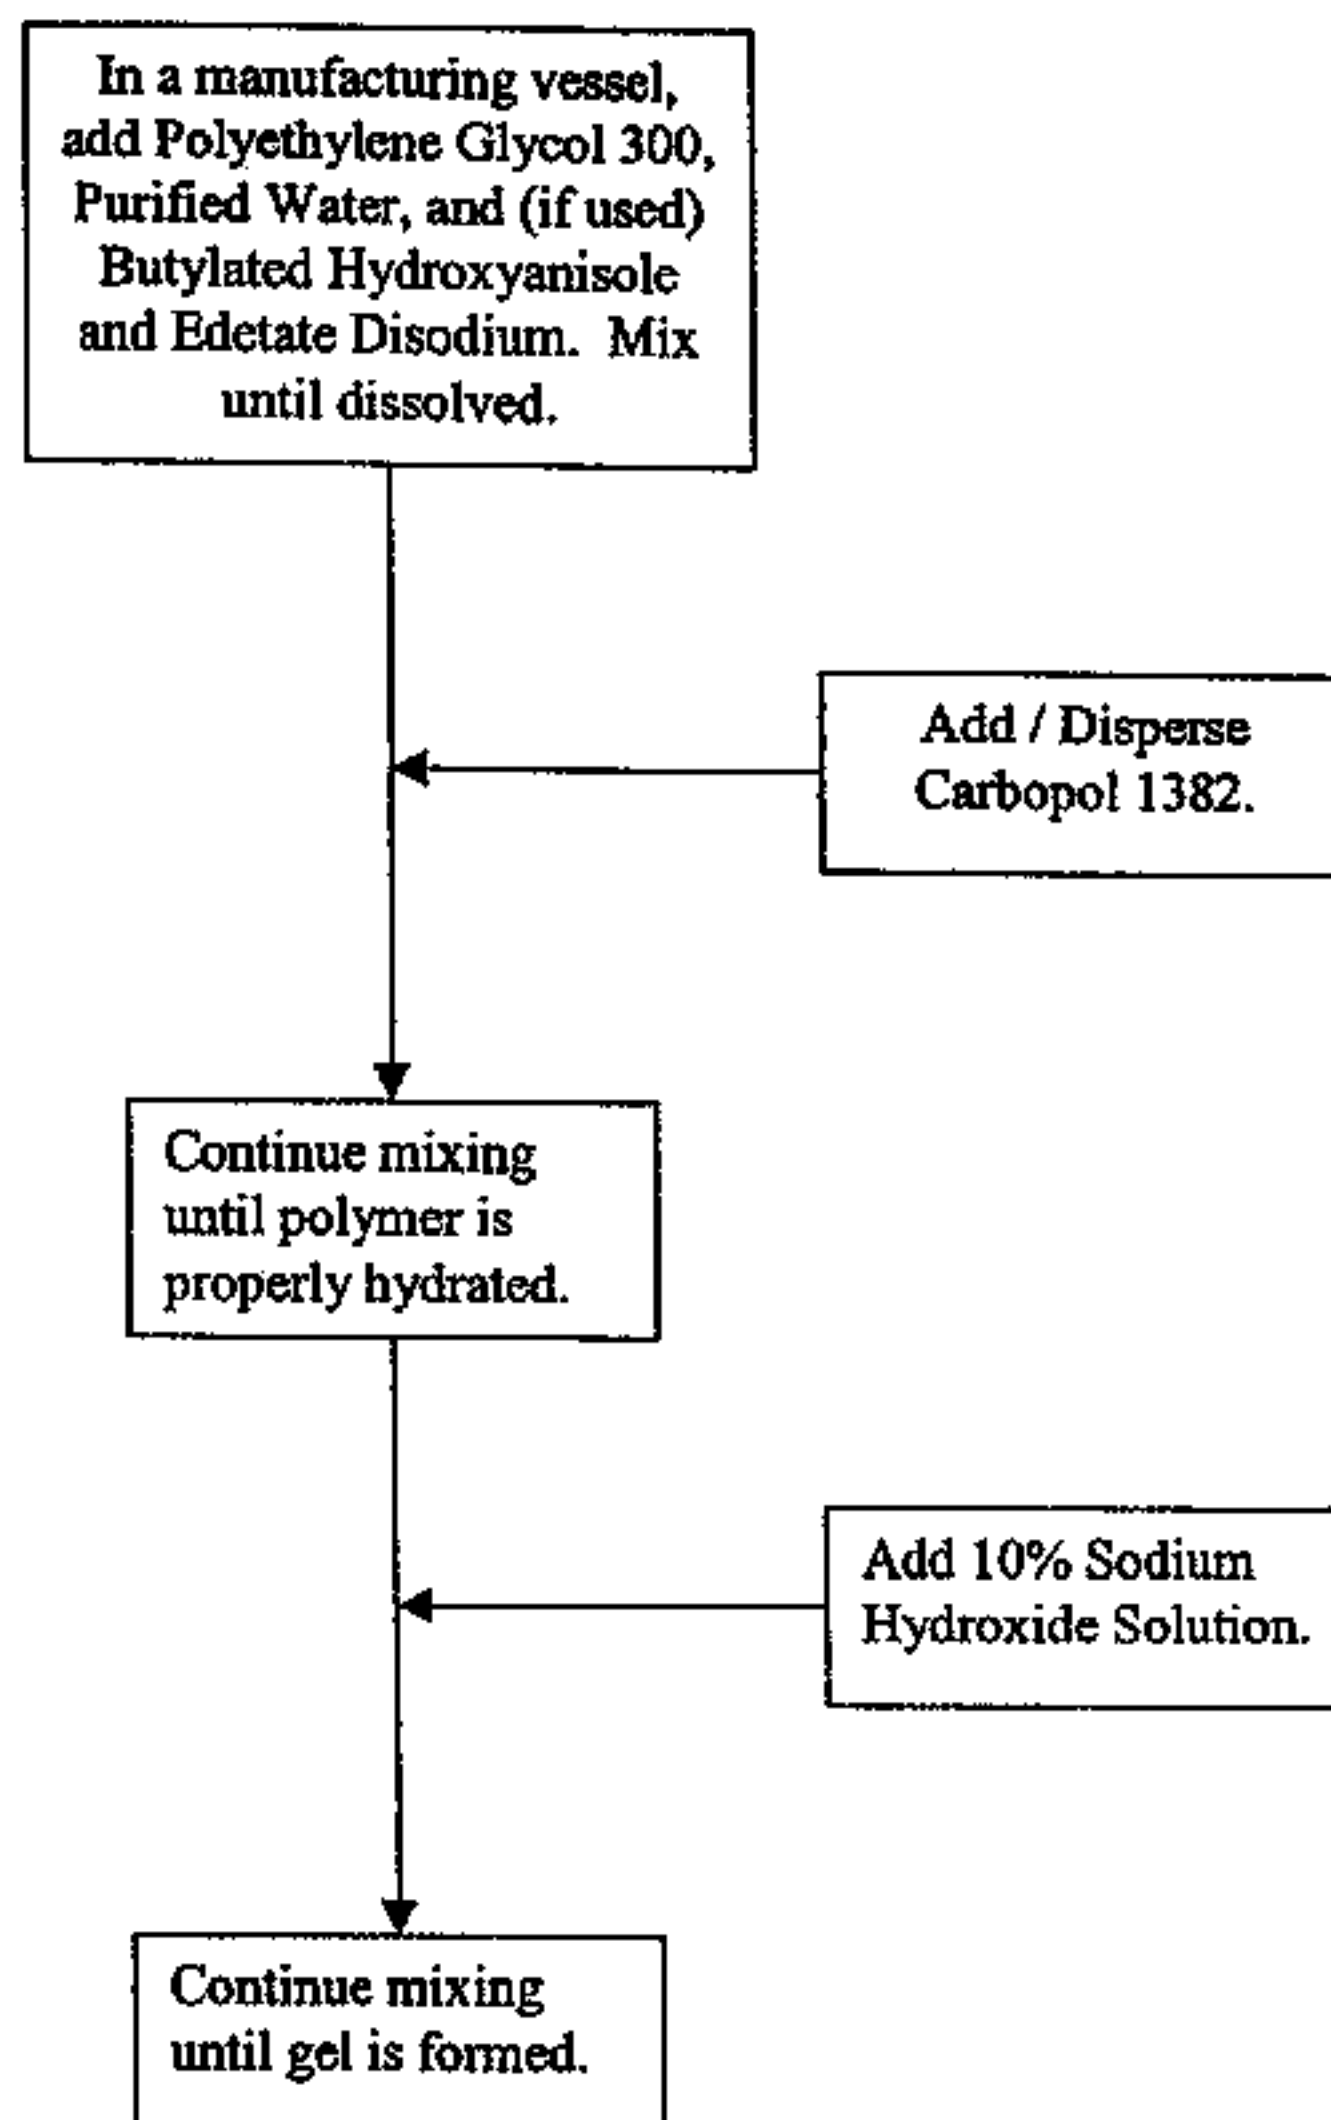 In a manufacturing vessel,
add Polyethylene Glycol 300,
Purified Water, and (if used)
Butylated Hydroxyanisole
and Edetate Disodium. Mix
until dissolved.
Add / Disperse
Carbopol 1382.
Continue mixing
until polymer is
properly hydrated.
Add 10% Sodium
Hydroxide Solution.
Continue mixing
until gel is formed.